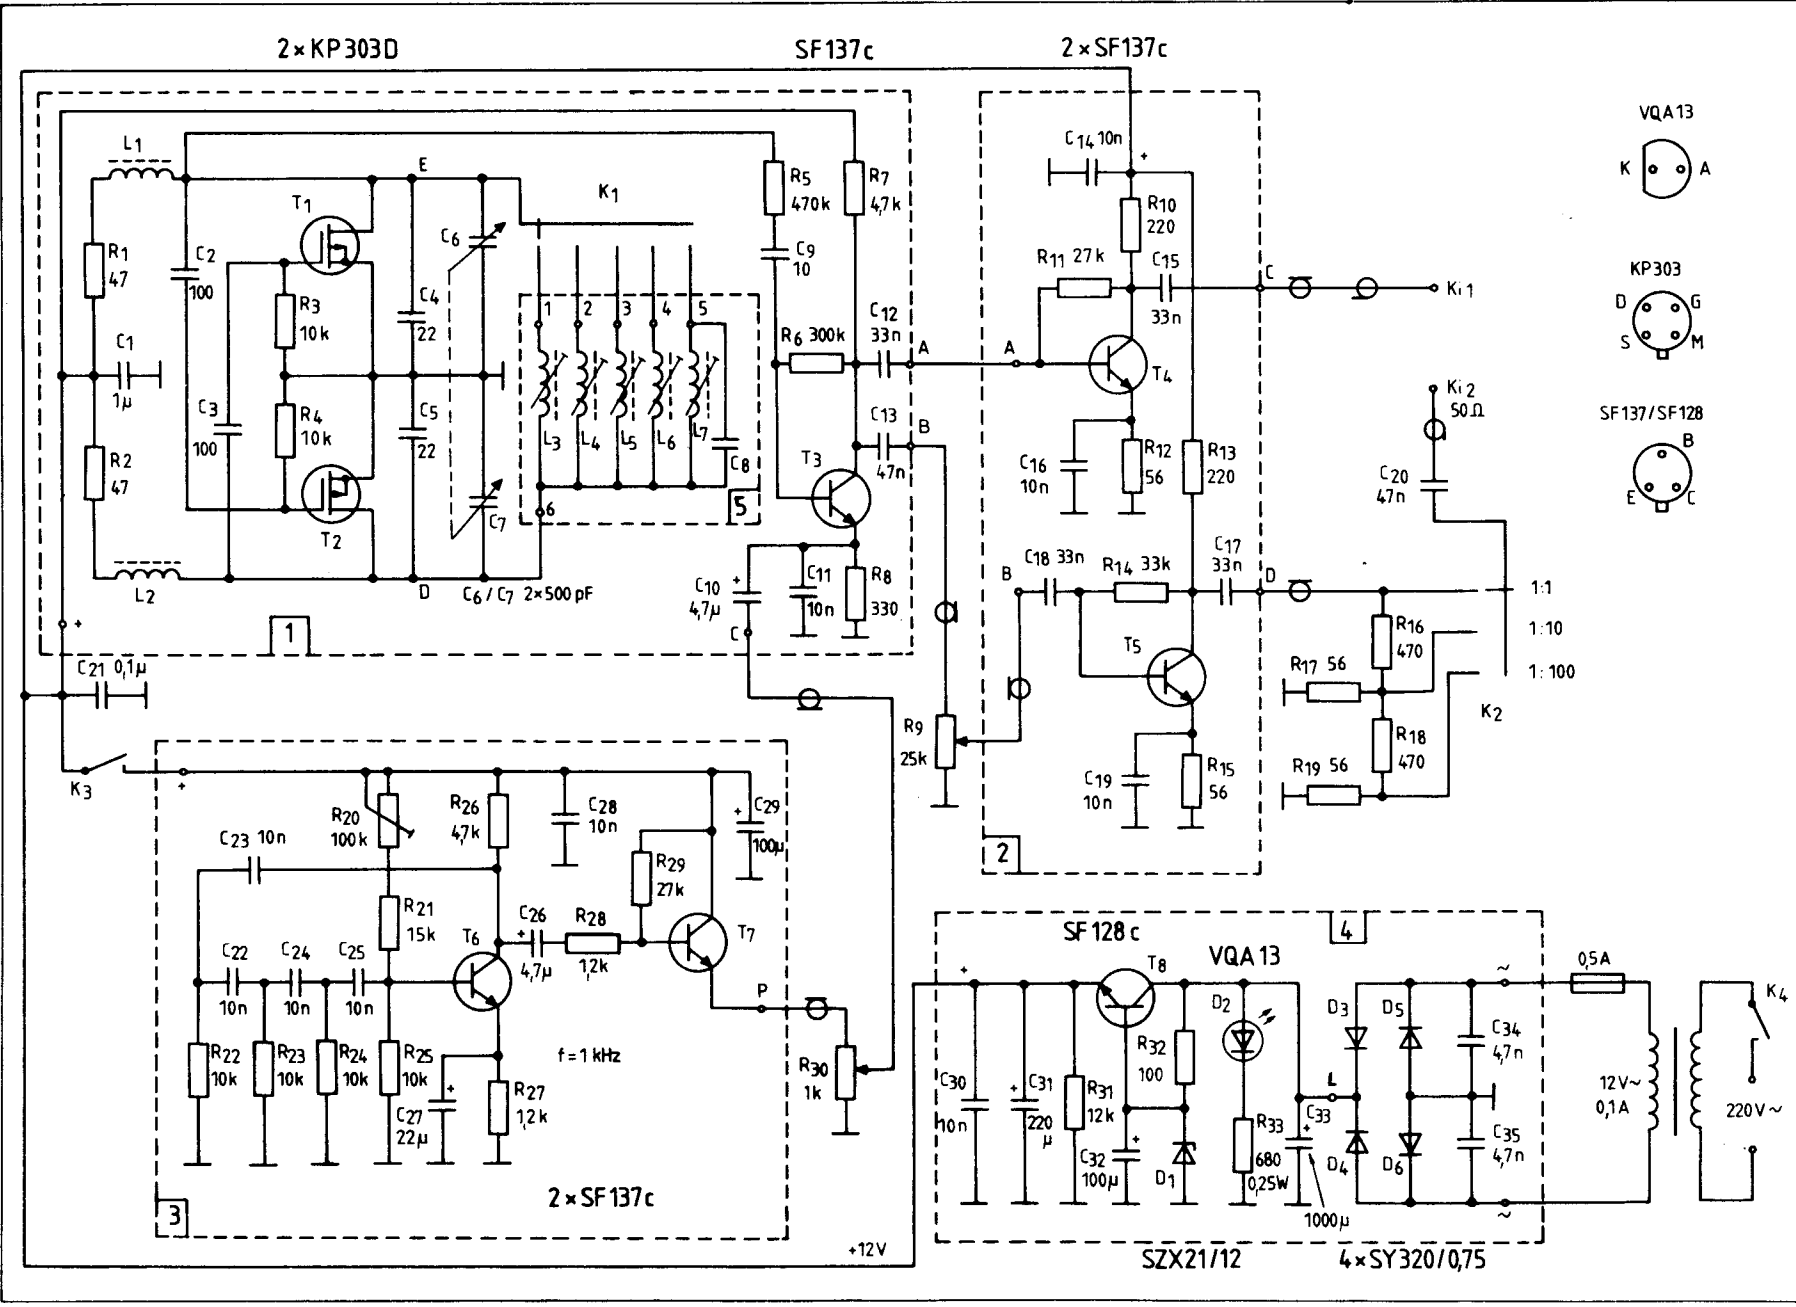 2×KP303D
SF137c
2×SF137c
VQA13
K
A
KP303
D
G
S
M
SF137/SF128
B
E
C
L1
E
K1
T1
R1
47
C2
100
R3
10k
C4
22
C6
R5
470k
R7
4,7k
C9
10
C1
1µ
C3
100
R4
10k
C5
22
R2
47
T2
C7
L2
D
C6/C7 2×500pF
1
2
3
4
5
L3
L4
L5
L6
L7
C8
6
5
R6 300k
C12
33n
A
C13
47n
B
T3
C10
4,7µ
+
C11
10n
R8
330
C
+
1
C14 10n
+
R10
220
R11 27k
C15
33n
C
Ki1
A
T4
C16
10n
R12
56
R13
220
B
C18 33n
R14 33k
C17
33n
D
T5
C19
10n
R15
56
R9
25k
2
Ki2
50Ω
C20
47n
1:1
1:10
1:100
R16
470
R17 56
K2
R18
470
R19 56
C21 0,1µ
K3
+
R20
100k
R26
4,7k
C28
10n
+
C29
100µ
C23 10n
R29
27k
R21
15k
C26
+
4,7µ
R28
1,2k
T6
T7
C22
10n
C24
10n
C25
10n
P
R22
10k
R23
10k
R24
10k
R25
10k
f=1kHz
R27
1,2k
+
C27
22µ
R30
1k
3
2×SF137c
+12V
SF128c
4
VQA13
+
T8
D2
D3
D5
~
0,5A
K4
C34
4,7n
R32
100
C30
10n
+
C31
220
µ
R31
12k
L
C33
+
12V~
0,1A
220V~
R33
680
0,25W
+
C32
100µ
D1
D4
D6
C35
4,7n
1000µ
~
SZX21/12
4×SY320/0,75